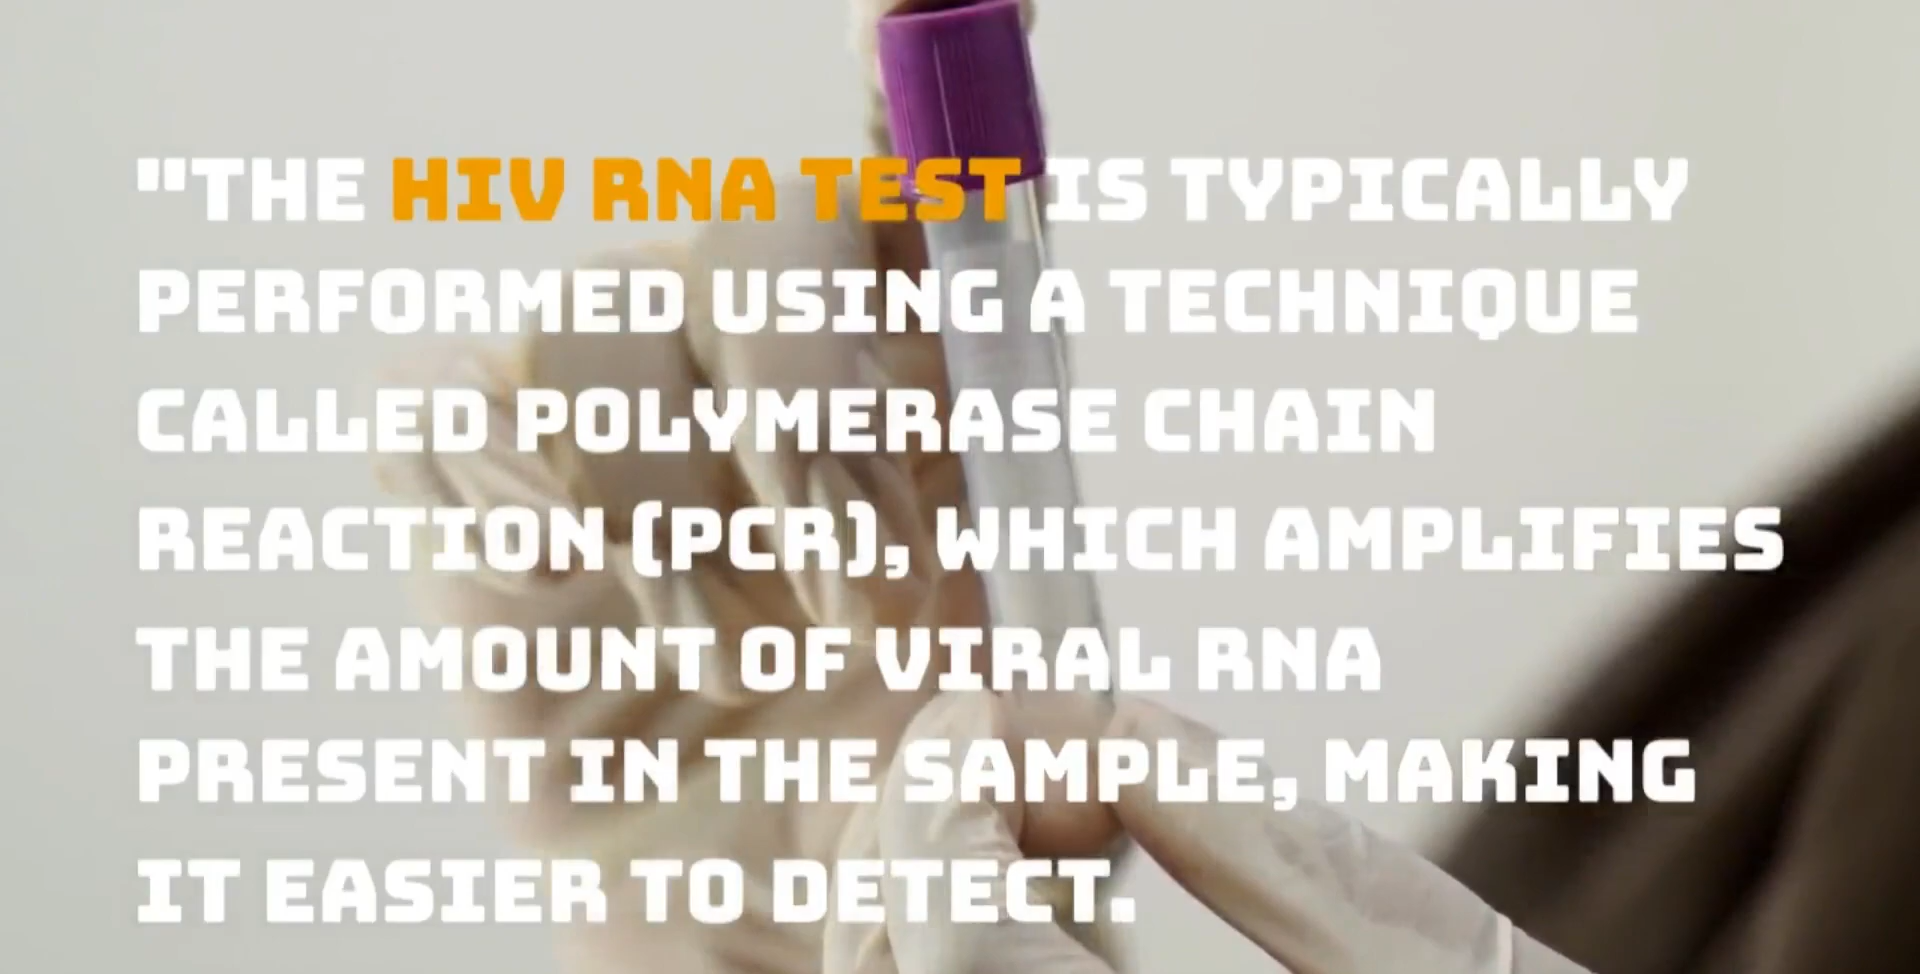 "THE HIV RNA TEST IS TYPICALLY
PERFORMED USING A TECHNIQUE
CALLED POLYMERASE CHAIN
REACTION (PCR), WHICH AMPLIFIES
THE AMOUNT OF VIRAL RNA
PRESENT IN THE SAMPLE, MAKING
IT EASIER TO DETECT.